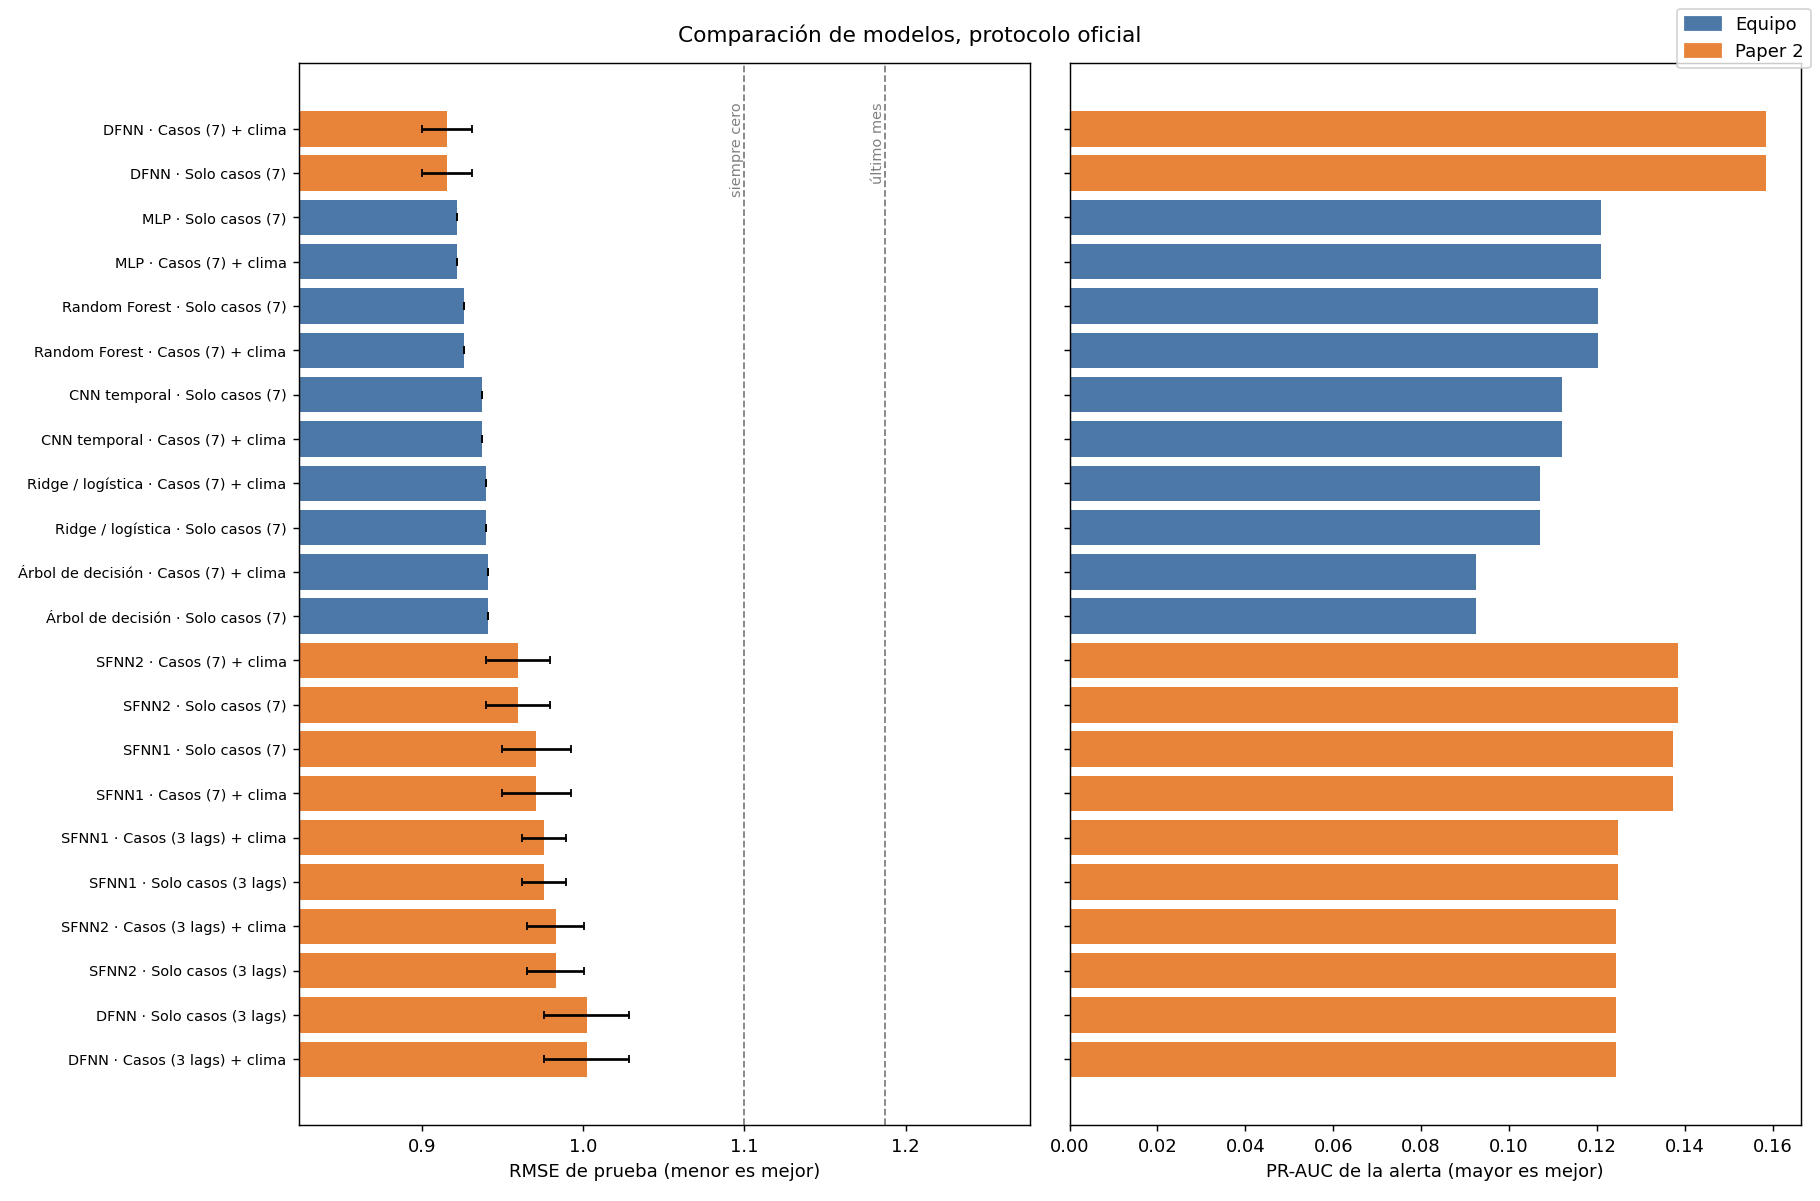 Comparación de modelos, protocolo oficial
Equipo
Paper 2
DFNN · Casos (7) + clima
DFNN · Solo casos (7)
MLP · Solo casos (7)
MLP · Casos (7) + clima
Random Forest · Solo casos (7)
Random Forest · Casos (7) + clima
CNN temporal · Solo casos (7)
CNN temporal · Casos (7) + clima
Ridge / logística · Casos (7) + clima
Ridge / logística · Solo casos (7)
Árbol de decisión · Casos (7) + clima
Árbol de decisión · Solo casos (7)
SFNN2 · Casos (7) + clima
SFNN2 · Solo casos (7)
SFNN1 · Solo casos (7)
SFNN1 · Casos (7) + clima
SFNN1 · Casos (3 lags) + clima
SFNN1 · Solo casos (3 lags)
SFNN2 · Casos (3 lags) + clima
SFNN2 · Solo casos (3 lags)
DFNN · Solo casos (3 lags)
DFNN · Casos (3 lags) + clima
siempre cero
último mes
0.9 1.0 1.1 1.2
RMSE de prueba (menor es mejor)
0.00 0.02 0.04 0.06 0.08 0.10 0.12 0.14 0.16
PR-AUC de la alerta (mayor es mejor)